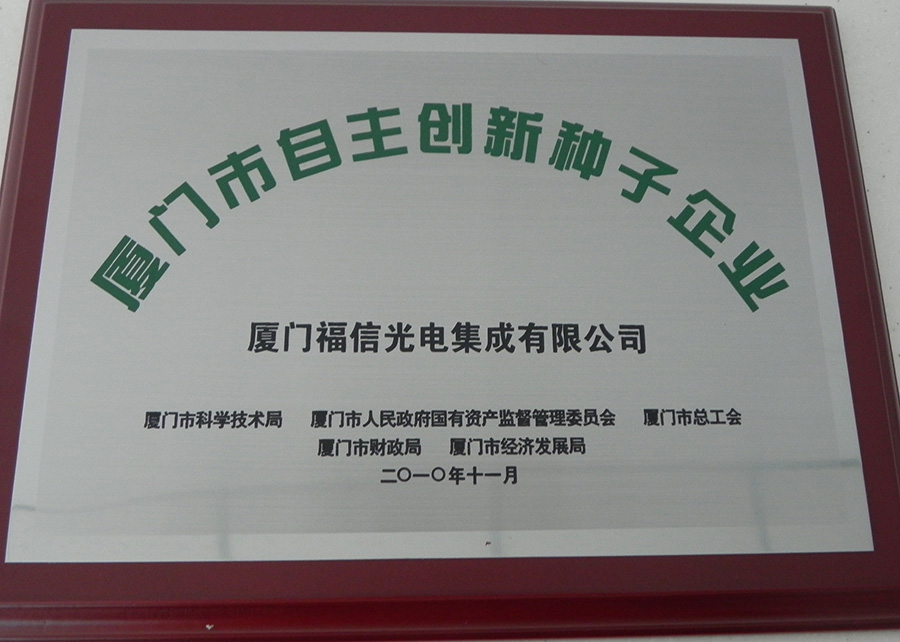 厦门市自主创新种子企业
厦门福信光电集成有限公司
厦门市科学技术局 厦门市人民政府国有资产监督管理委员会 厦门市总工会
厦门市财政局 厦门市经济发展局
二〇一〇年十一月